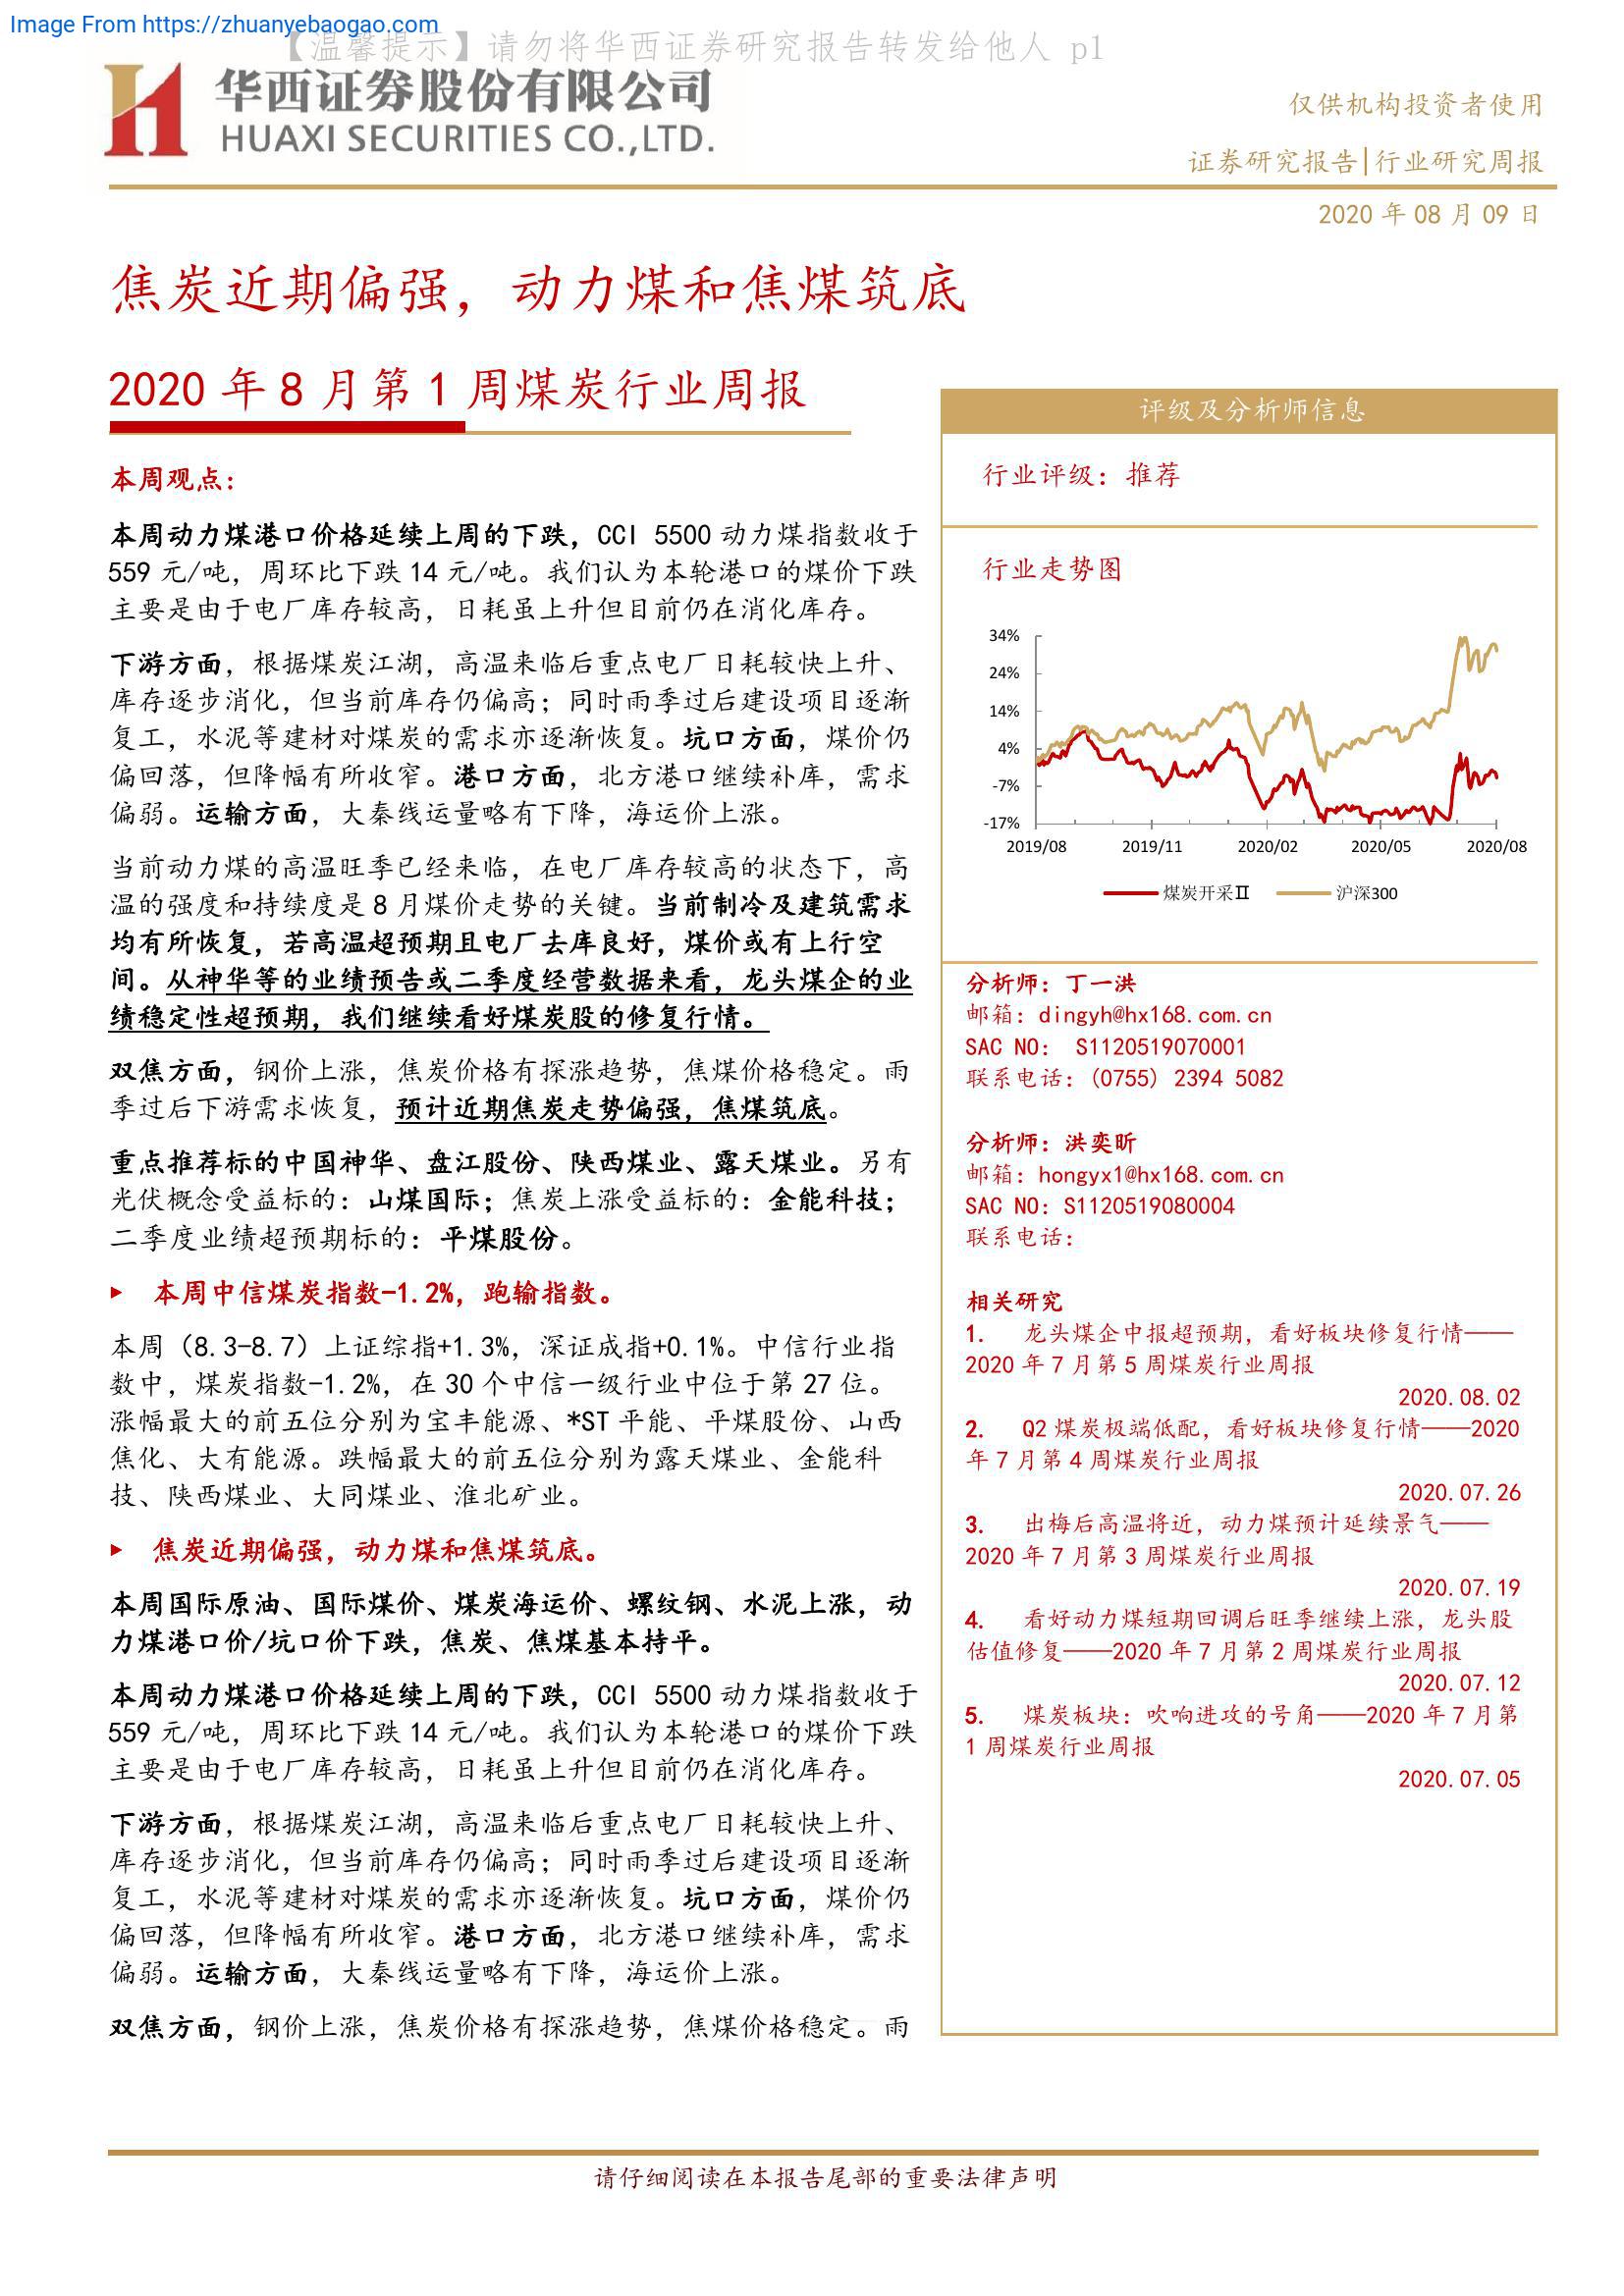 Image From https://zhuanyebaogao.com
【温馨提示】请勿将华西证券研究报告转发给他人 p1
华西证券股份有限公司
HUAXI SECURITIES CO.,LTD.
仅供机构投资者使用
证券研究报告|行业研究周报
2020 年 08 月 09 日
焦炭近期偏强，动力煤和焦煤筑底
2020 年 8 月第 1 周煤炭行业周报
本周观点：
本周动力煤港口价格延续上周的下跌，CCI 5500 动力煤指数收于
559 元/吨，周环比下跌 14 元/吨。我们认为本轮港口的煤价下跌
主要是由于电厂库存较高，日耗虽上升但目前仍在消化库存。
下游方面，根据煤炭江湖，高温来临后重点电厂日耗较快上升、
库存逐步消化，但当前库存仍偏高；同时雨季过后建设项目逐渐
复工，水泥等建材对煤炭的需求亦逐渐恢复。坑口方面，煤价仍
偏回落，但降幅有所收窄。港口方面，北方港口继续补库，需求
偏弱。运输方面，大秦线运量略有下降，海运价上涨。
当前动力煤的高温旺季已经来临，在电厂库存较高的状态下，高
温的强度和持续度是 8 月煤价走势的关键。当前制冷及建筑需求
均有所恢复，若高温超预期且电厂去库良好，煤价或有上行空
间。从神华等的业绩预告或二季度经营数据来看，龙头煤企的业
绩稳定性超预期，我们继续看好煤炭股的修复行情。
双焦方面，钢价上涨，焦炭价格有探涨趋势，焦煤价格稳定。雨
季过后下游需求恢复，预计近期焦炭走势偏强，焦煤筑底。
重点推荐标的中国神华、盘江股份、陕西煤业、露天煤业。另有
光伏概念受益标的：山煤国际；焦炭上涨受益标的：金能科技；
二季度业绩超预期标的：平煤股份。
▶ 本周中信煤炭指数-1.2%，跑输指数。
本周（8.3-8.7）上证综指+1.3%，深证成指+0.1%。中信行业指
数中，煤炭指数-1.2%，在 30 个中信一级行业中位于第 27 位。
涨幅最大的前五位分别为宝丰能源、*ST 平能、平煤股份、山西
焦化、大有能源。跌幅最大的前五位分别为露天煤业、金能科
技、陕西煤业、大同煤业、淮北矿业。
▶ 焦炭近期偏强，动力煤和焦煤筑底。
本周国际原油、国际煤价、煤炭海运价、螺纹钢、水泥上涨，动
力煤港口价/坑口价下跌，焦炭、焦煤基本持平。
本周动力煤港口价格延续上周的下跌，CCI 5500 动力煤指数收于
559 元/吨，周环比下跌 14 元/吨。我们认为本轮港口的煤价下跌
主要是由于电厂库存较高，日耗虽上升但目前仍在消化库存。
下游方面，根据煤炭江湖，高温来临后重点电厂日耗较快上升、
库存逐步消化，但当前库存仍偏高；同时雨季过后建设项目逐渐
复工，水泥等建材对煤炭的需求亦逐渐恢复。坑口方面，煤价仍
偏回落，但降幅有所收窄。港口方面，北方港口继续补库，需求
偏弱。运输方面，大秦线运量略有下降，海运价上涨。
双焦方面，钢价上涨，焦炭价格有探涨趋势，焦煤价格稳定。雨
评级及分析师信息
行业评级：推荐
行业走势图
34%
24%
14%
4%
-7%
-17%
2019/08 2019/11 2020/02 2020/05 2020/08
煤炭开采Ⅱ 沪深300
分析师：丁一洪
邮箱：dingyh@hx168.com.cn
SAC NO： S1120519070001
联系电话：(0755) 2394 5082
分析师：洪奕昕
邮箱：hongyx1@hx168.com.cn
SAC NO：S1120519080004
联系电话：
相关研究
1. 龙头煤企中报超预期，看好板块修复行情——
2020 年 7 月第 5 周煤炭行业周报
2020.08.02
2. Q2 煤炭极端低配，看好板块修复行情——2020
年 7 月第 4 周煤炭行业周报
2020.07.26
3. 出梅后高温将近，动力煤预计延续景气——
2020 年 7 月第 3 周煤炭行业周报
2020.07.19
4. 看好动力煤短期回调后旺季继续上涨，龙头股
估值修复——2020 年 7 月第 2 周煤炭行业周报
2020.07.12
5. 煤炭板块：吹响进攻的号角——2020 年 7 月第
1 周煤炭行业周报
2020.07.05
请仔细阅读在本报告尾部的重要法律声明